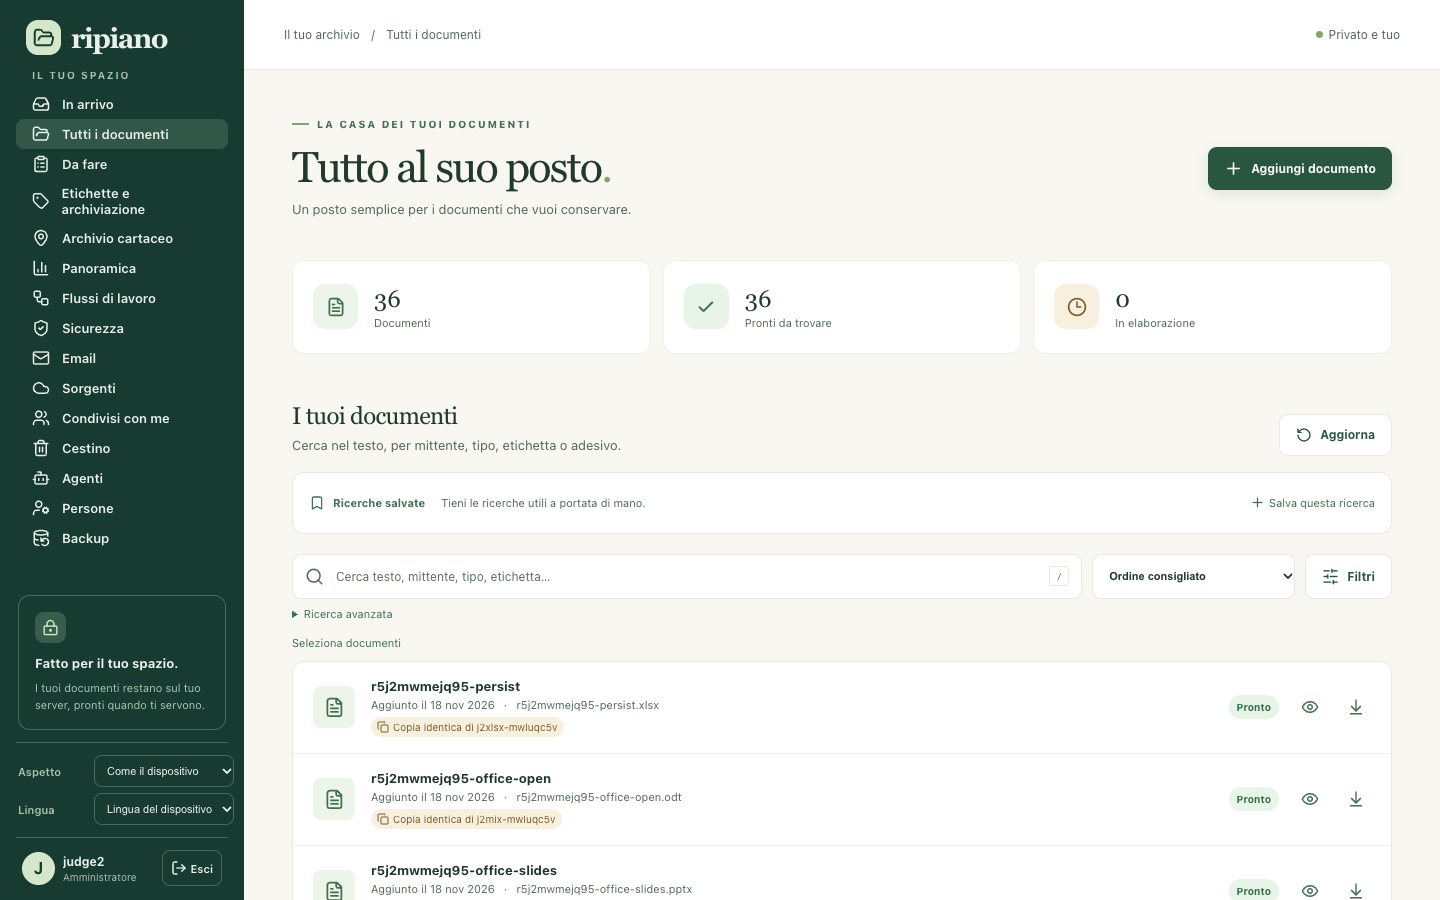 ripiano
IL TUO SPAZIO
In arrivo
Tutti i documenti
Da fare
Etichette e
archiviazione
Archivio cartaceo
Panoramica
Flussi di lavoro
Sicurezza
Email
Sorgenti
Condivisi con me
Cestino
Agenti
Persone
Backup
Fatto per il tuo spazio.
I tuoi documenti restano sul tuo
server, pronti quando ti servono.
Aspetto
Come il dispositivo
Lingua
Lingua del dispositivo
J
judge2
Amministratore
Esci
Il tuo archivio / Tutti i documenti
Privato e tuo
LA CASA DEI TUOI DOCUMENTI
Tutto al suo posto.
Un posto semplice per i documenti che vuoi conservare.
Aggiungi documento
36
Documenti
36
Pronti da trovare
0
In elaborazione
I tuoi documenti
Cerca nel testo, per mittente, tipo, etichetta o adesivo.
Aggiorna
Ricerche salvate
Tieni le ricerche utili a portata di mano.
Salva questa ricerca
Cerca testo, mittente, tipo, etichetta...
/
Ordine consigliato
Filtri
Ricerca avanzata
Seleziona documenti
r5j2mwmejq95-persist
Aggiunto il 18 nov 2026 · r5j2mwmejq95-persist.xlsx
Copia identica di j2xlsx-mwluqc5v
Pronto
r5j2mwmejq95-office-open
Aggiunto il 18 nov 2026 · r5j2mwmejq95-office-open.odt
Copia identica di j2mix-mwluqc5v
Pronto
r5j2mwmejq95-office-slides
Aggiunto il 18 nov 2026 · r5j2mwmejq95-office-slides.pptx
Pronto